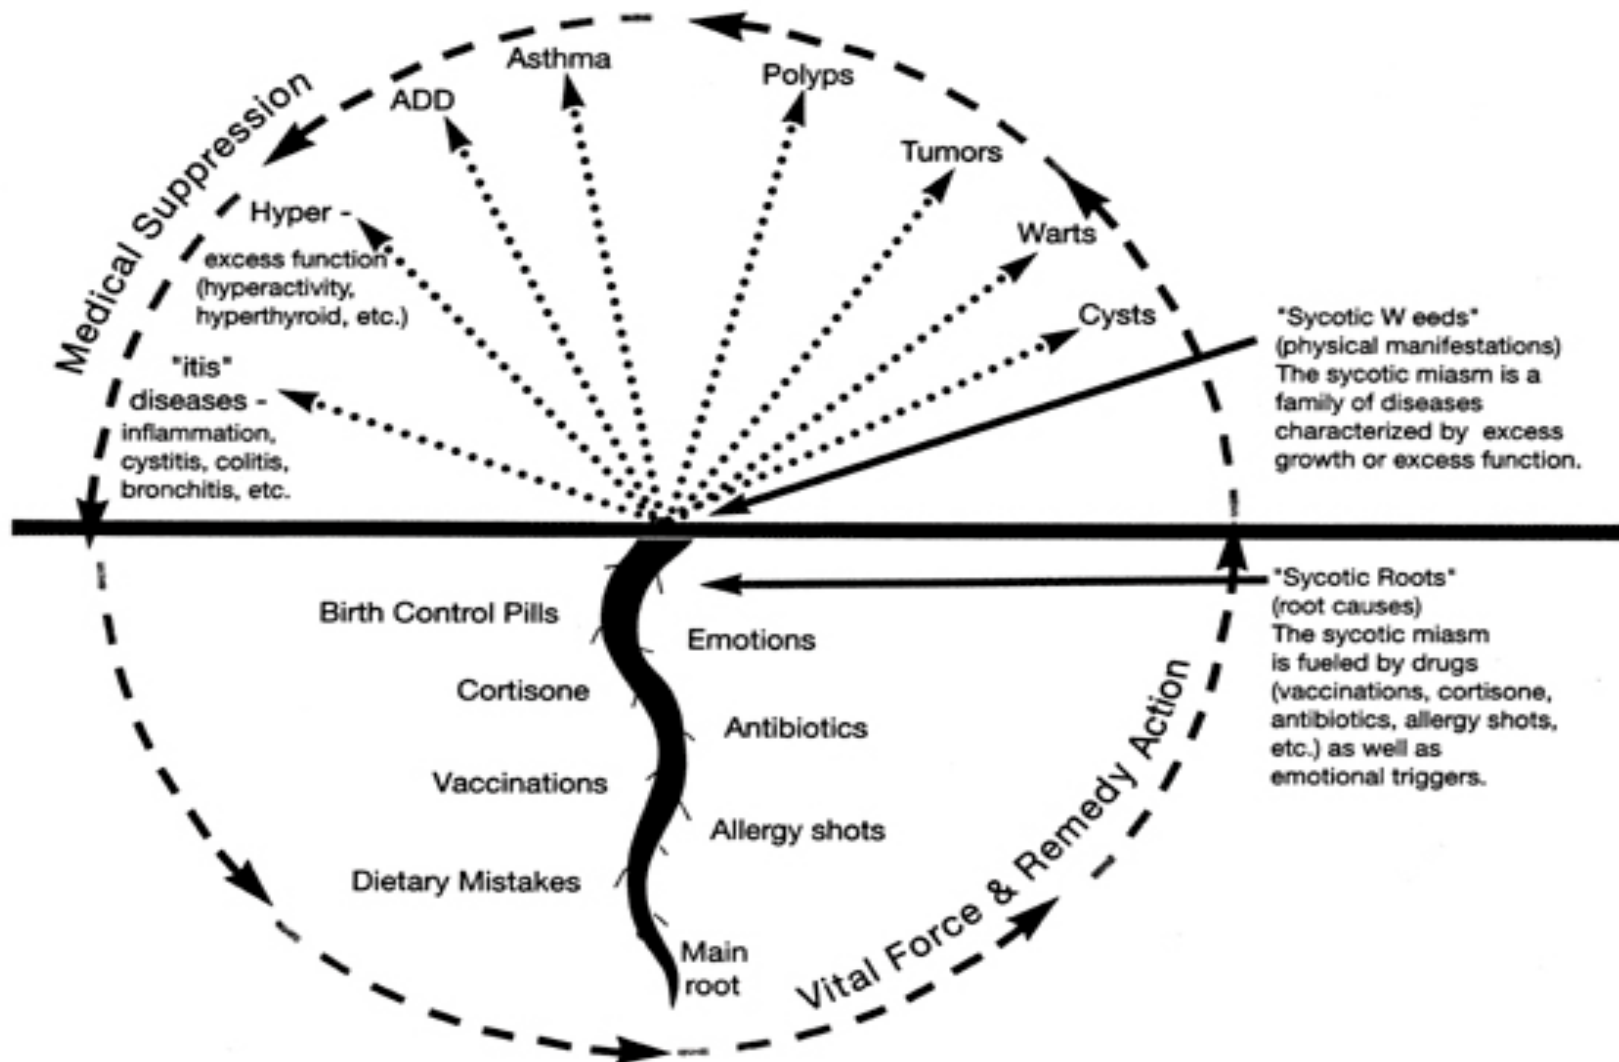 Asthma
Polyps
ADD
Tumors
Medical Suppression
Hyper -
excess function
(hyperactivity,
hyperthyroid, etc.)
Warts
Cysts
"itis"
diseases -
inflammation,
cystitis, colitis,
bronchitis, etc.
"Sycotic W eeds"
(physical manifestations)
The sycotic miasm is a
family of diseases
characterized by excess
growth or excess function.
Birth Control Pills
Emotions
Cortisone
Antibiotics
Vaccinations
Allergy shots
Dietary Mistakes
Main
root
"Sycotic Roots"
(root causes)
The sycotic miasm
is fueled by drugs
(vaccinations, cortisone,
antibiotics, allergy shots,
etc.) as well as
emotional triggers.
Vital Force & Remedy Action